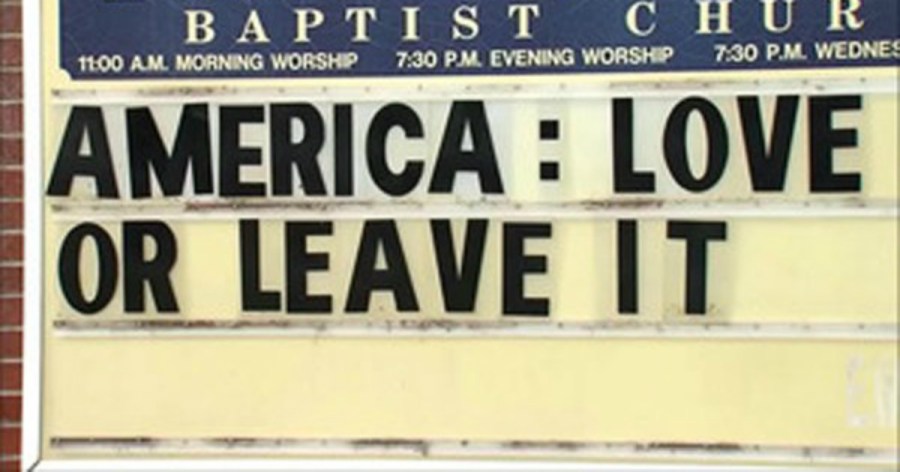 BAPTIST CHUR
11:00 A.M. MORNING WORSHIP 7:30 P.M. EVENING WORSHIP 7:30 P.M. WEDNES
AMERICA: LOVE
OR LEAVE IT